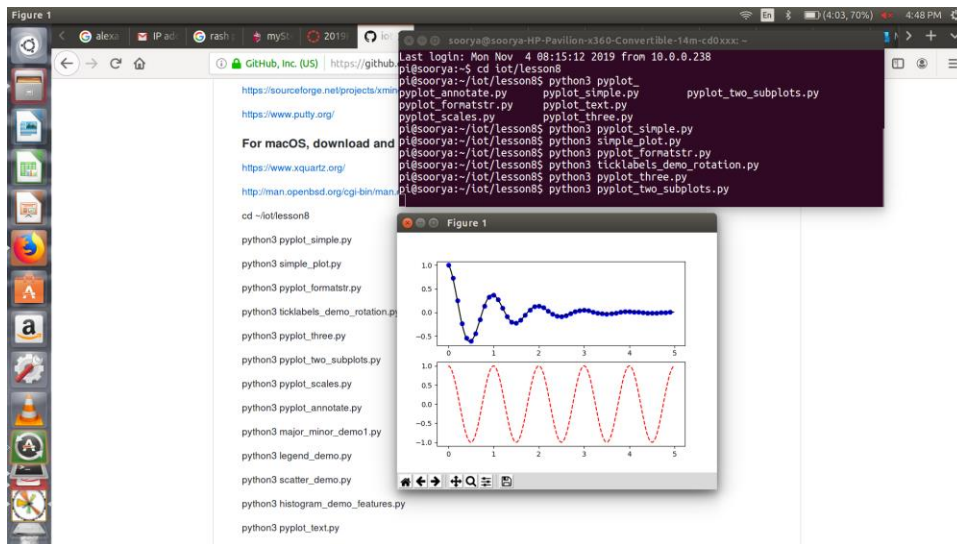 Figure 1
En
(4:03, 70%)
4:48 PM
alexa
IP ad
rash
myS
2019
soorya@soorya-HP-Pavilion-x360-Convertible-14m-cd0xxx: ~
GitHub, Inc. (US)
https://github.
Last login: Mon Nov  4 08:15:12 2019 from 10.0.0.238
pi@soorya:~$ cd iot/lesson8
pi@soorya:~/iot/lesson8$ python3 pyplot_
pyplot_annotate.py pyplot_simple.py pyplot_two_subplots.py
pyplot_formatstr.py pyplot_text.py
pyplot_scales.py pyplot_three.py
pi@soorya:~/iot/lesson8$ python3 pyplot_simple.py
pi@soorya:~/iot/lesson8$ python3 simple_plot.py
pi@soorya:~/iot/lesson8$ python3 pyplot_formatstr.py
pi@soorya:~/iot/lesson8$ python3 ticklabels_demo_rotation.py
pi@soorya:~/iot/lesson8$ python3 pyplot_three.py
pi@soorya:~/iot/lesson8$ python3 pyplot_two_subplots.py
https://sourceforge.net/projects/xmin
https://www.putty.org/
For macOS, download and
https://www.xquartz.org/
http://man.openbsd.org/cgi-bin/man.
cd ~/iot/lesson8
python3 pyplot_simple.py
python3 simple_plot.py
python3 pyplot_formatstr.py
python3 ticklabels_demo_rotation.py
python3 pyplot_three.py
python3 pyplot_two_subplots.py
python3 pyplot_scales.py
python3 pyplot_annotate.py
python3 major_minor_demo1.py
python3 legend_demo.py
python3 scatter_demo.py
python3 histogram_demo_features.py
python3 pyplot_text.py
Figure 1
1.0
0.5
0.0
−0.5
0 1 2 3 4 5
1.0
0.5
0.0
−0.5
−1.0
0 1 2 3 4 5